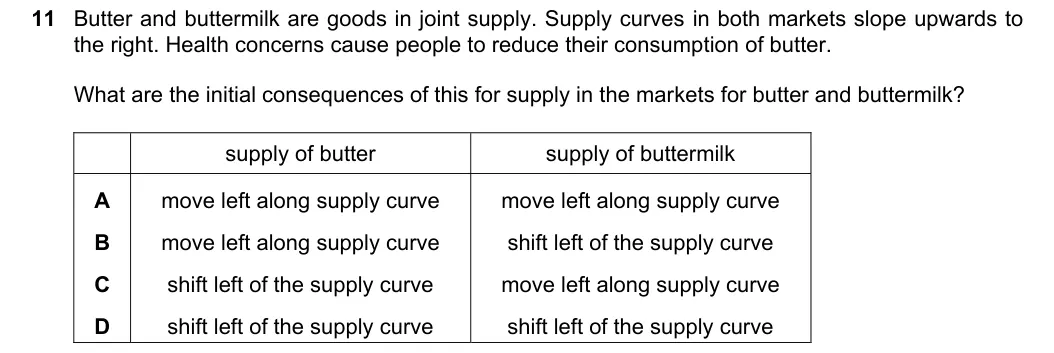 11 Butter and buttermilk are goods in joint supply. Supply curves in both markets slope upwards to
the right. Health concerns cause people to reduce their consumption of butter.
What are the initial consequences of this for supply in the markets for butter and buttermilk?
supply of butter supply of buttermilk
A move left along supply curve move left along supply curve
B move left along supply curve shift left of the supply curve
C shift left of the supply curve move left along supply curve
D shift left of the supply curve shift left of the supply curve